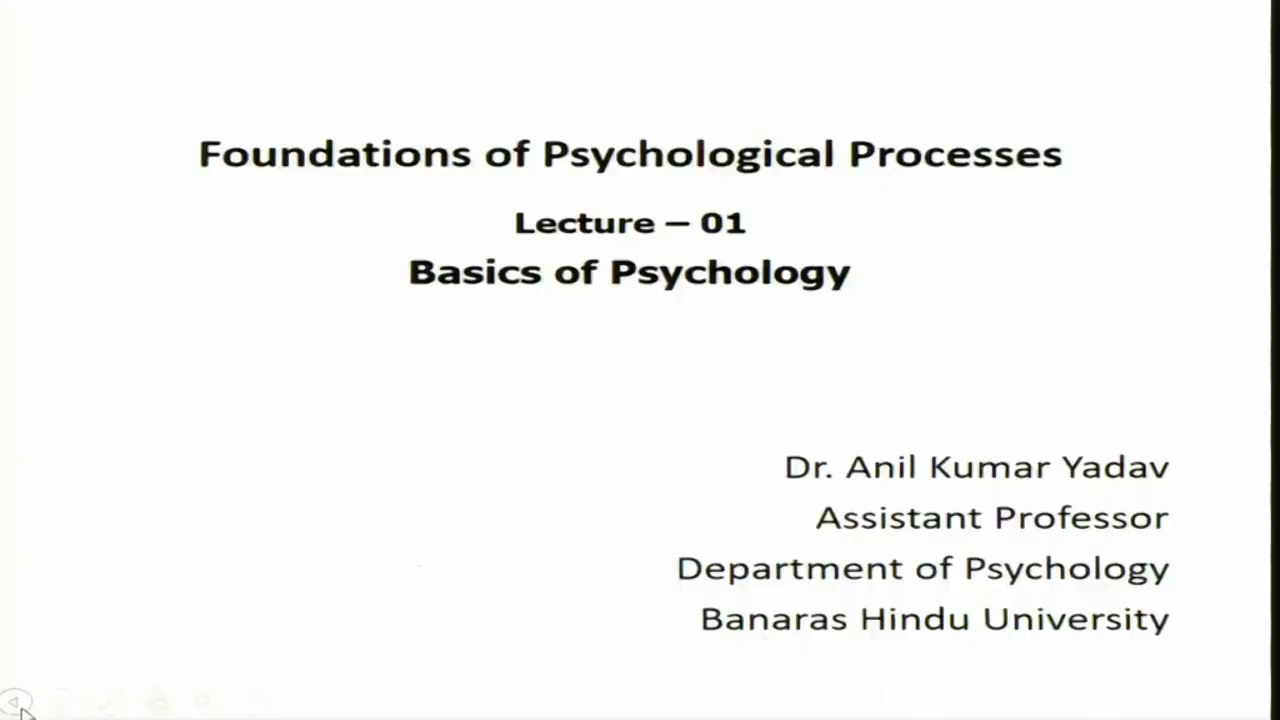 Foundations of Psychological Processes
Lecture – 01
Basics of Psychology
Dr. Anil Kumar Yadav
Assistant Professor
Department of Psychology
Banaras Hindu University